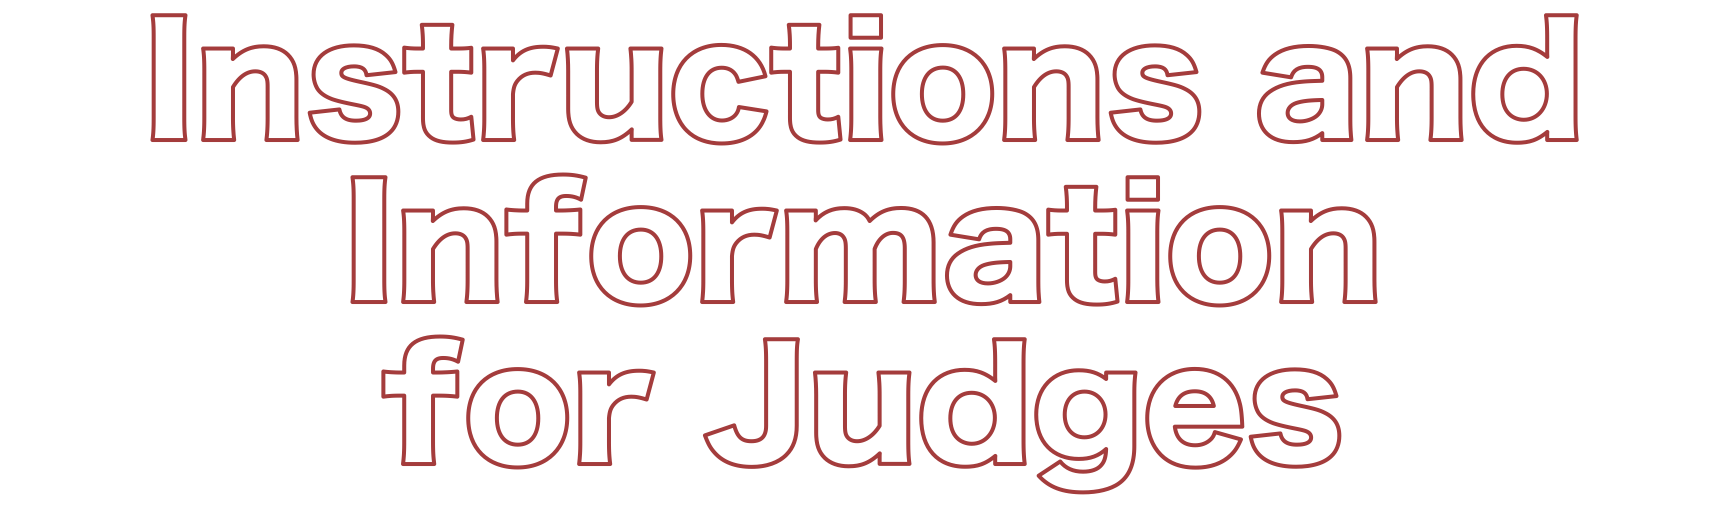 Instructions and
Information
for Judges